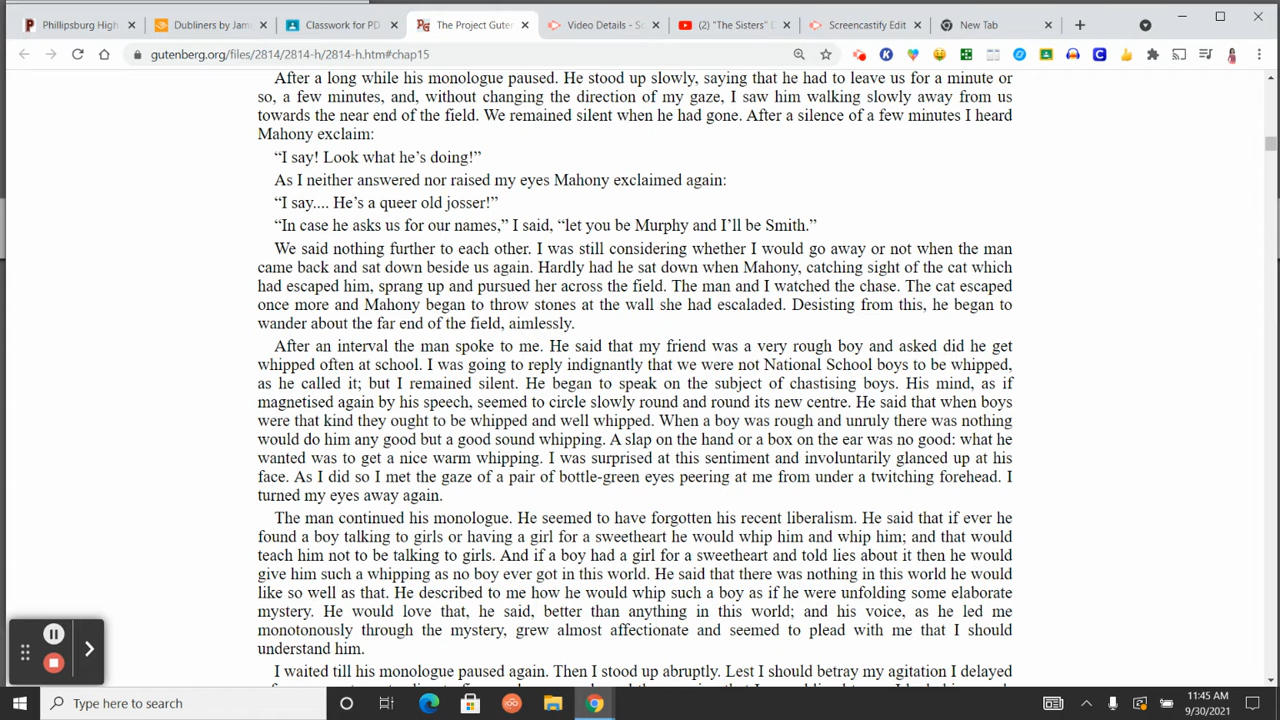 Phillipsburg High
Dubliners by Jam
Classwork for PD
The Project Guter
Video Details - Sc
(2) "The Sisters" D
Screencastify Edit
New Tab
gutenberg.org/files/2814/2814-h/2814-h.htm#chap15
After a long while his monologue paused. He stood up slowly, saying that he had to leave us for a minute or
so, a few minutes, and, without changing the direction of my gaze, I saw him walking slowly away from us
towards the near end of the field. We remained silent when he had gone. After a silence of a few minutes I heard
Mahony exclaim:
“I say! Look what he’s doing!”
As I neither answered nor raised my eyes Mahony exclaimed again:
“I say.... He’s a queer old josser!”
“In case he asks us for our names,” I said, “let you be Murphy and I’ll be Smith.”
We said nothing further to each other. I was still considering whether I would go away or not when the man
came back and sat down beside us again. Hardly had he sat down when Mahony, catching sight of the cat which
had escaped him, sprang up and pursued her across the field. The man and I watched the chase. The cat escaped
once more and Mahony began to throw stones at the wall she had escaladed. Desisting from this, he began to
wander about the far end of the field, aimlessly.
After an interval the man spoke to me. He said that my friend was a very rough boy and asked did he get
whipped often at school. I was going to reply indignantly that we were not National School boys to be whipped,
as he called it; but I remained silent. He began to speak on the subject of chastising boys. His mind, as if
magnetised again by his speech, seemed to circle slowly round and round its new centre. He said that when boys
were that kind they ought to be whipped and well whipped. When a boy was rough and unruly there was nothing
would do him any good but a good sound whipping. A slap on the hand or a box on the ear was no good: what he
wanted was to get a nice warm whipping. I was surprised at this sentiment and involuntarily glanced up at his
face. As I did so I met the gaze of a pair of bottle-green eyes peering at me from under a twitching forehead. I
turned my eyes away again.
The man continued his monologue. He seemed to have forgotten his recent liberalism. He said that if ever he
found a boy talking to girls or having a girl for a sweetheart he would whip him and whip him; and that would
teach him not to be talking to girls. And if a boy had a girl for a sweetheart and told lies about it then he would
give him such a whipping as no boy ever got in this world. He said that there was nothing in this world he would
like so well as that. He described to me how he would whip such a boy as if he were unfolding some elaborate
mystery. He would love that, he said, better than anything in this world; and his voice, as he led me
monotonously through the mystery, grew almost affectionate and seemed to plead with me that I should
understand him.
I waited till his monologue paused again. Then I stood up abruptly. Lest I should betray my agitation I delayed
Type here to search
11:45 AM
9/30/2021